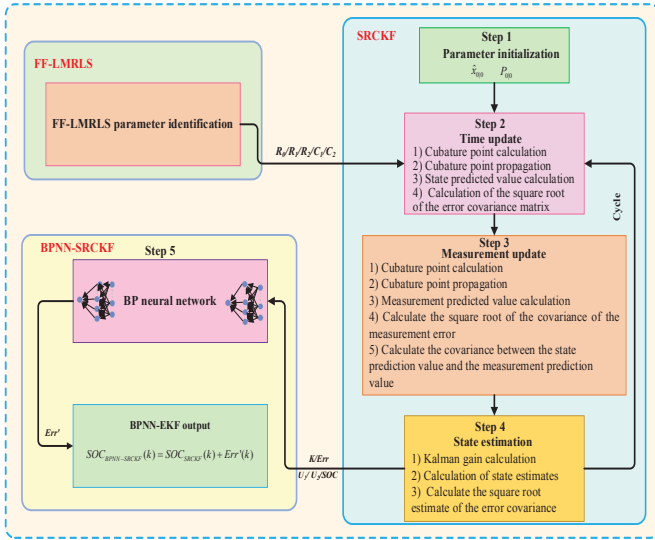 SRCKF
Step 1
Parameter initialization
x̂0|0 P0|0
FF-LMRLS
FF-LMRLS parameter identification
R0/R1/R2/C1/C2
Step 2
Time update
1) Cubature point calculation
2) Cubature point propagation
3) State predicted value calculation
4) Calculation of the square root
of the error covariance matrix
Cycle
Step 3
Measurement update
1) Cubature point calculation
2) Cubature point propagation
3) Measurement predicted value calculation
4) Calculate the square root of the covariance of the
measurement error
5) Calculate the covariance between the state
prediction value and the measurement prediction
value
Step 4
State estimation
1) Kalman gain calculation
2) Calculation of state estimates
3) Calculate the square root
estimate of the error covariance
K/Err
U1/ U2/SOC
BPNN-SRCKF
Step 5
BP neural network
Err'
BPNN-EKF output
SOCBPNN-SRCKF(k) = SOCSRCKF(k) + Err'(k)